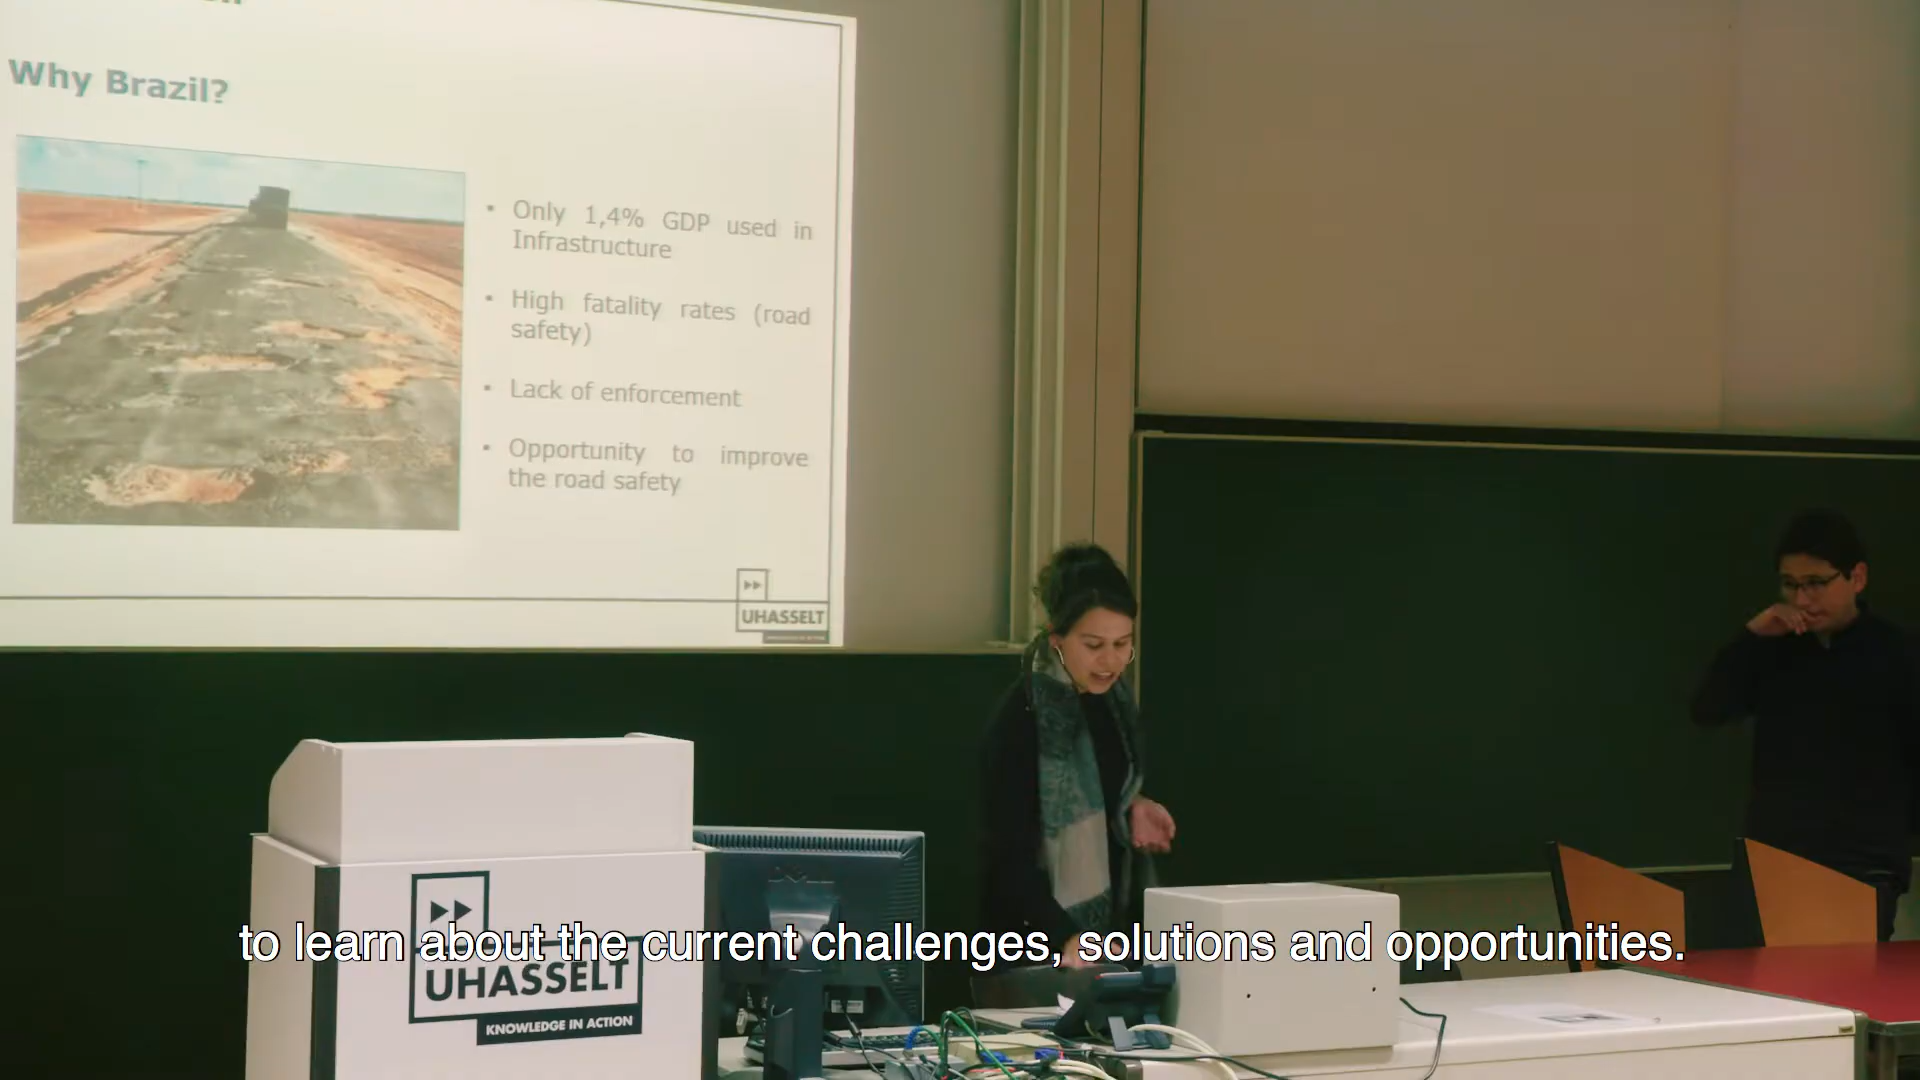 Why Brazil?
• Only 1,4% GDP used in
Infrastructure
• High fatality rates (road
safety)
• Lack of enforcement
• Opportunity to improve
the road safety
UHASSELT
DELL
UHASSELT
KNOWLEDGE IN ACTION
to learn about the current challenges, solutions and opportunities.